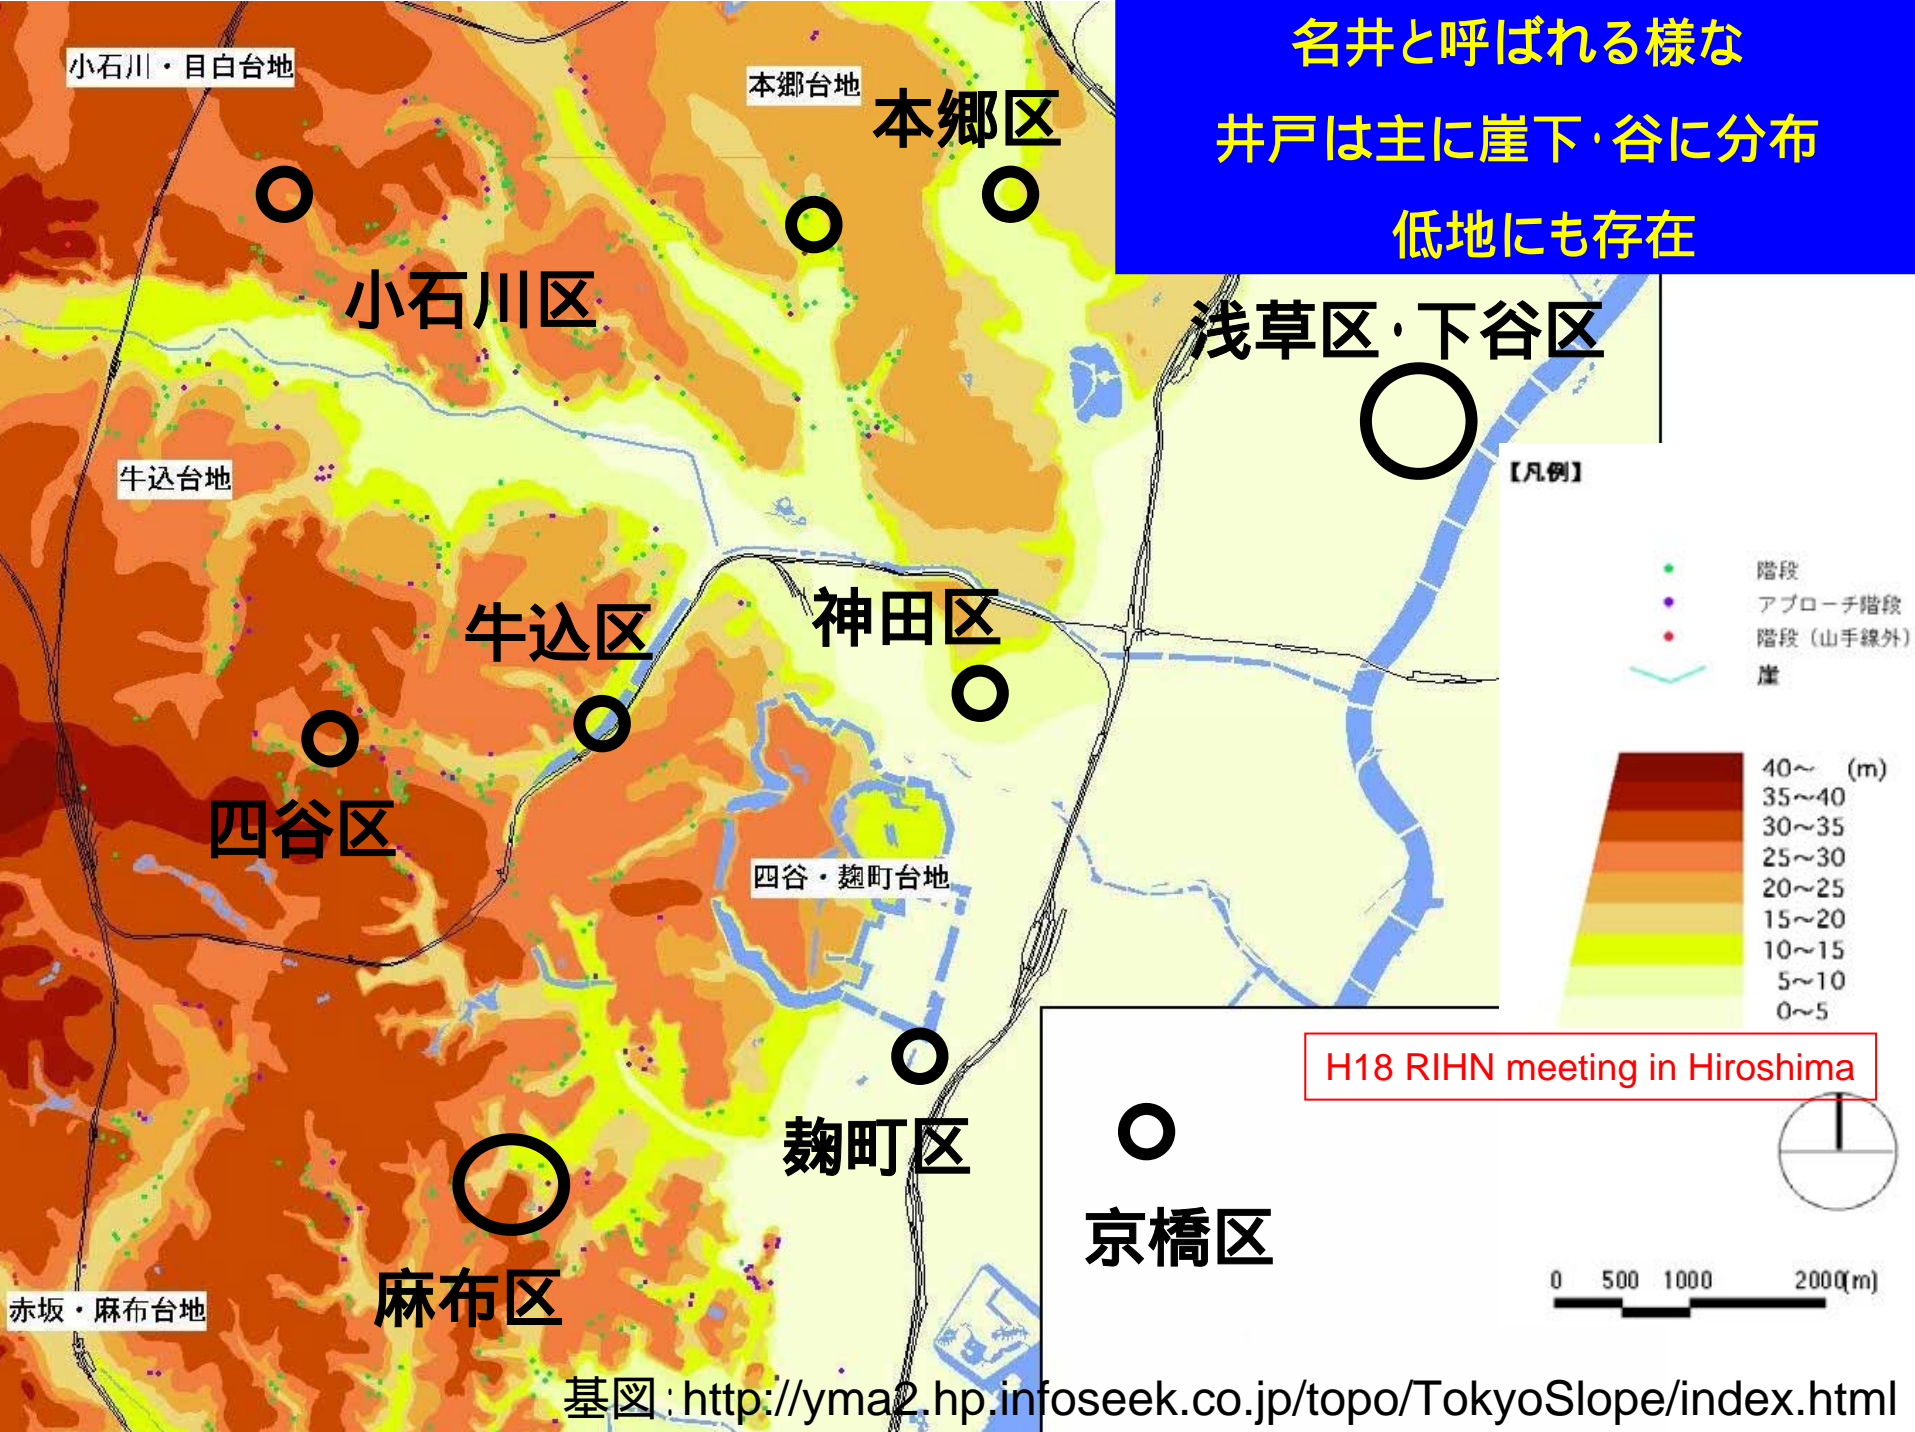 名井と呼ばれる様な
井戸は主に崖下・谷に分布
低地にも存在
小石川・目白台地
本郷台地
本郷区
小石川区
浅草区・下谷区
牛込台地
牛込区
神田区
四谷区
四谷・麹町台地
麹町区
麻布区
赤坂・麻布台地
京橋区
【凡例】
階段
アプローチ階段
階段（山手線外）
崖
40～ (m)
35～40
30～35
25～30
20～25
15～20
10～15
5～10
0～5
H18 RIHN meeting in Hiroshima
0 500 1000 2000(m)
基図:http://yma2.hp.infoseek.co.jp/topo/TokyoSlope/index.html